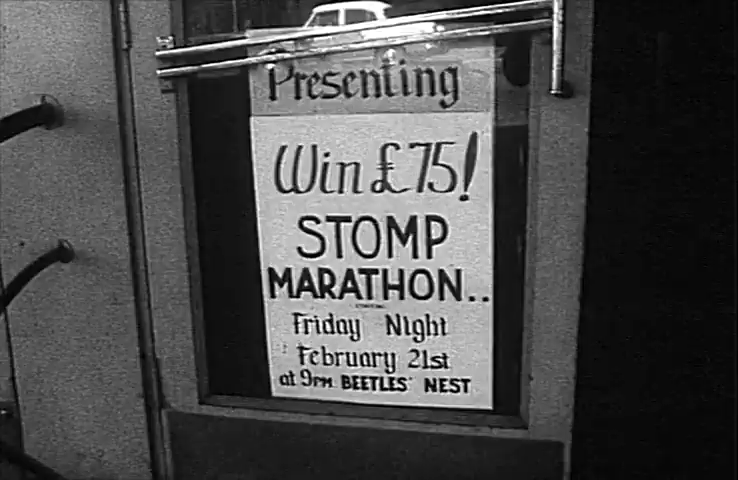 Presenting
Win £75!
STOMP
MARATHON..
Friday Night
February 21st
at 9PM BEETLES' NEST